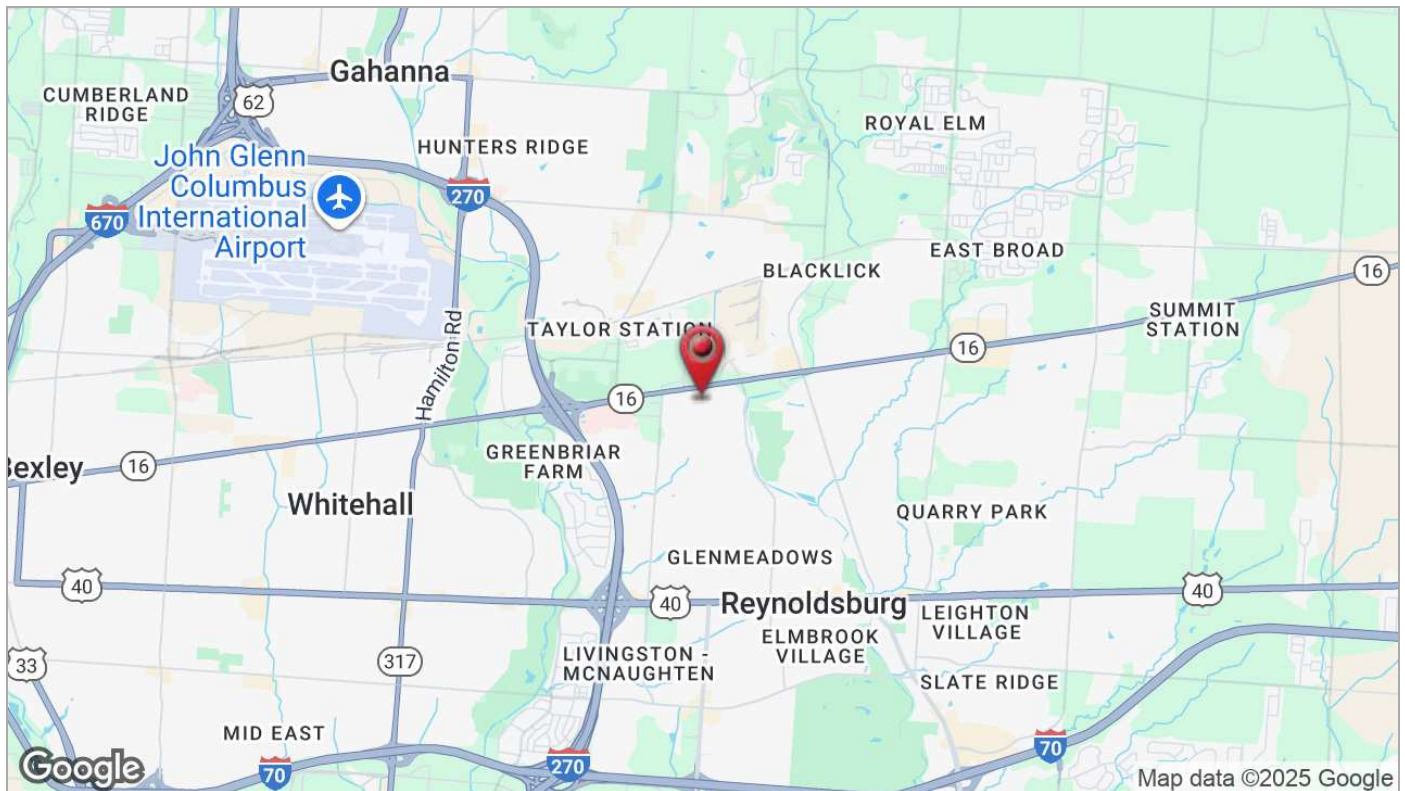 Gahanna
CUMBERLAND
RIDGE
62
HUNTERS RIDGE
ROYAL ELM
John Glenn
Columbus
International
Airport
670
270
EAST BROAD
BLACKLICK
16
SUMMIT
STATION
TAYLOR STATION
16
Hamilton Rd
16
GREENBRIAR
FARM
Bexley
16
Whitehall
QUARRY PARK
GLENMEADOWS
40
40
Reynoldsburg
40
LEIGHTON
VILLAGE
ELMBROOK
VILLAGE
33
317
LIVINGSTON -
MCNAUGHTEN
SLATE RIDGE
MID EAST
70
270
70
Google
Map data ©2025 Google